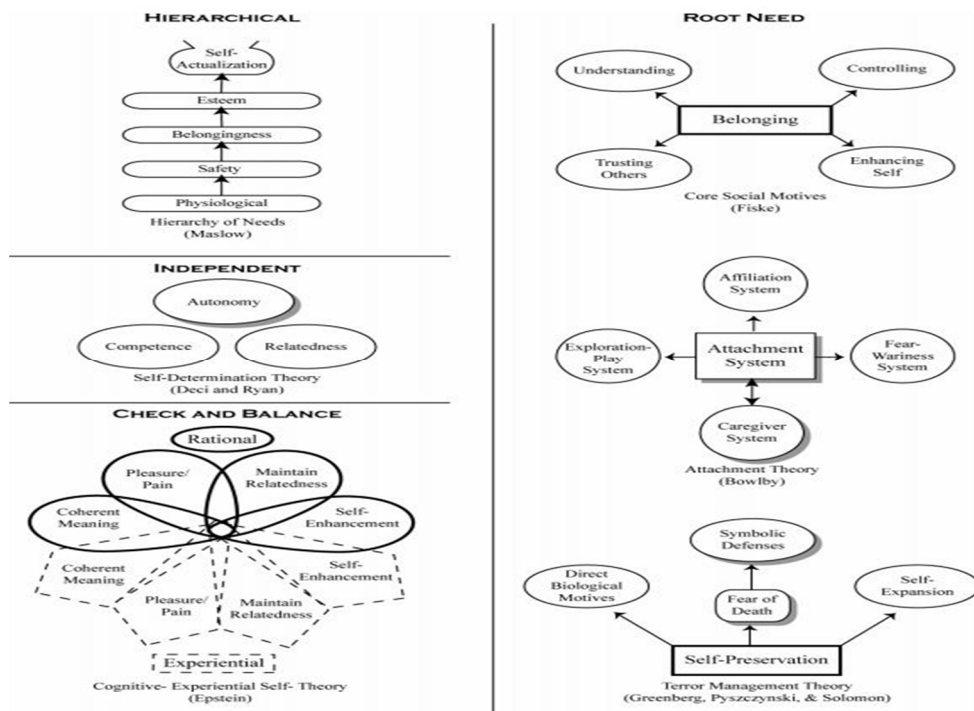 HIERARCHICAL
Self-
Actualization
Esteem
Belongingness
Safety
Physiological
Hierarchy of Needs
(Maslow)
INDEPENDENT
Autonomy
Competence
Relatedness
Self-Determination Theory
(Deci and Ryan)
CHECK AND BALANCE
Rational
Pleasure/
Pain
Maintain
Relatedness
Coherent
Meaning
Self-
Enhancement
Coherent
Meaning
Self-
Enhancement
Pleasure/
Pain
Maintain
Relatedness
Experiential
Cognitive- Experiential Self- Theory
(Epstein)
ROOT NEED
Understanding
Controlling
Belonging
Trusting
Others
Enhancing
Self
Core Social Motives
(Fiske)
Affiliation
System
Exploration-
Play System
Attachment
System
Fear-
Wariness
System
Caregiver
System
Attachment Theory
(Bowlby)
Symbolic
Defenses
Direct
Biological
Motives
Fear of
Death
Self-
Expansion
Self-Preservation
Terror Management Theory
(Greenberg, Pyszczynski, & Solomon)